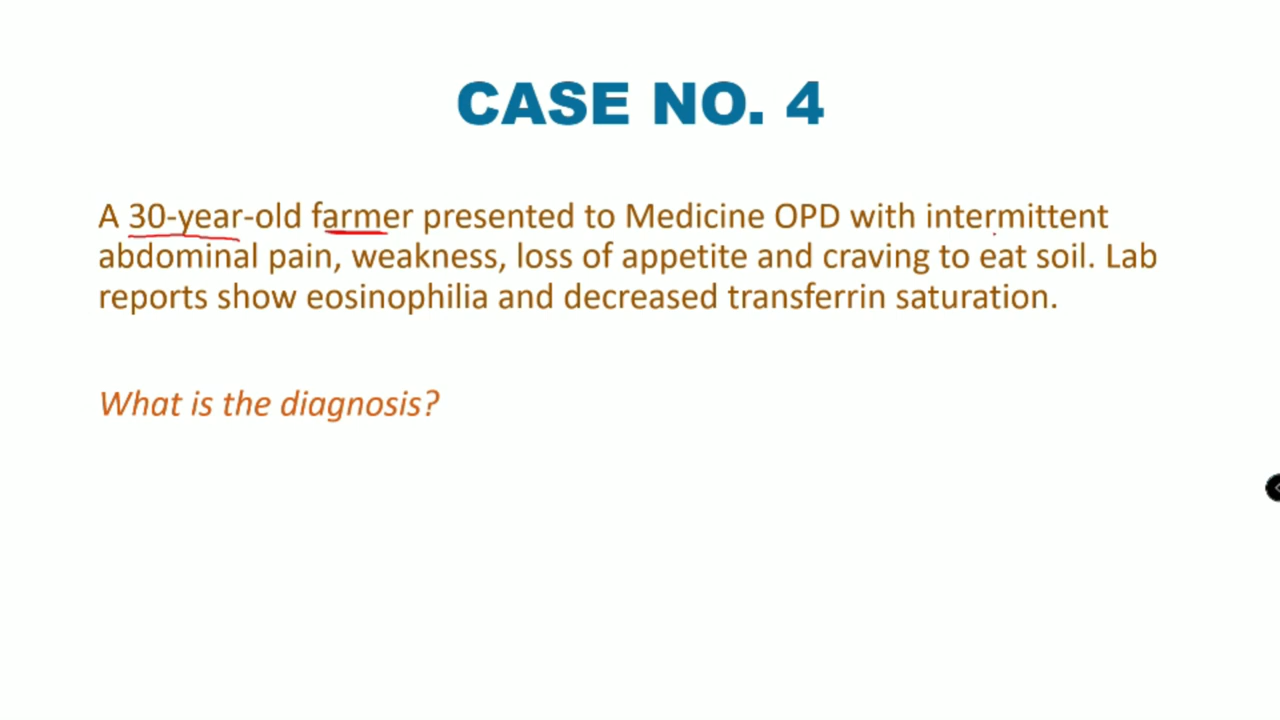 CASE NO. 4
A 30-year-old farmer presented to Medicine OPD with intermittent
abdominal pain, weakness, loss of appetite and craving to eat soil. Lab
reports show eosinophilia and decreased transferrin saturation.
What is the diagnosis?